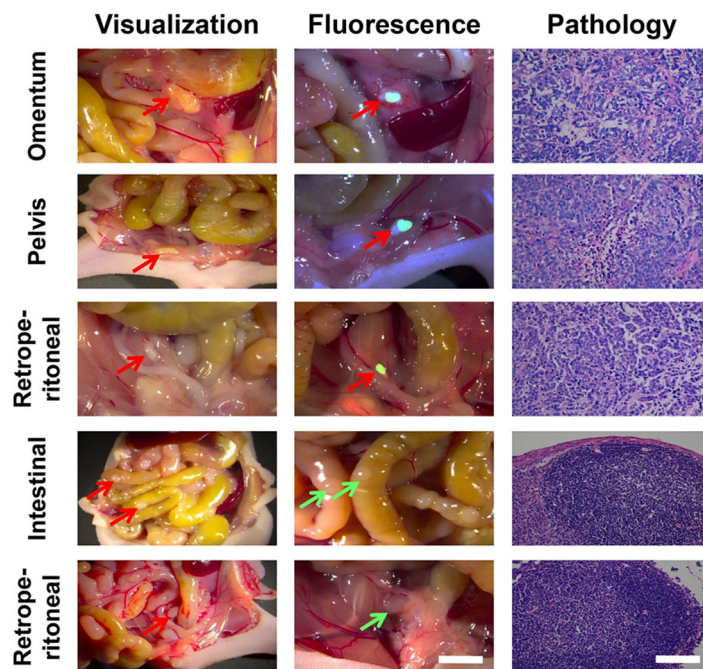 Visualization Fluorescence Pathology
Omentum
Pelvis
Retrope-
ritoneal
Intestinal
Retrope-
ritoneal